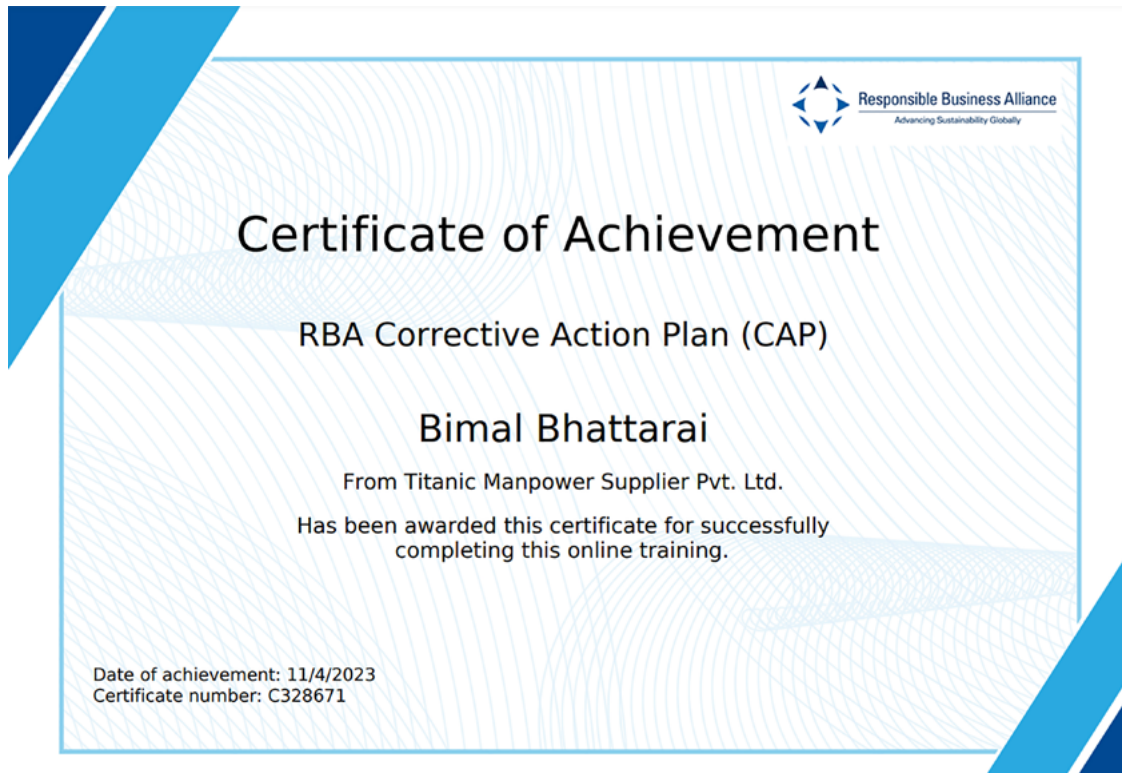 Responsible Business Alliance
Advancing Sustainability Globally
Certificate of Achievement
RBA Corrective Action Plan (CAP)
Bimal Bhattarai
From Titanic Manpower Supplier Pvt. Ltd.
Has been awarded this certificate for successfully
completing this online training.
Date of achievement: 11/4/2023
Certificate number: C328671